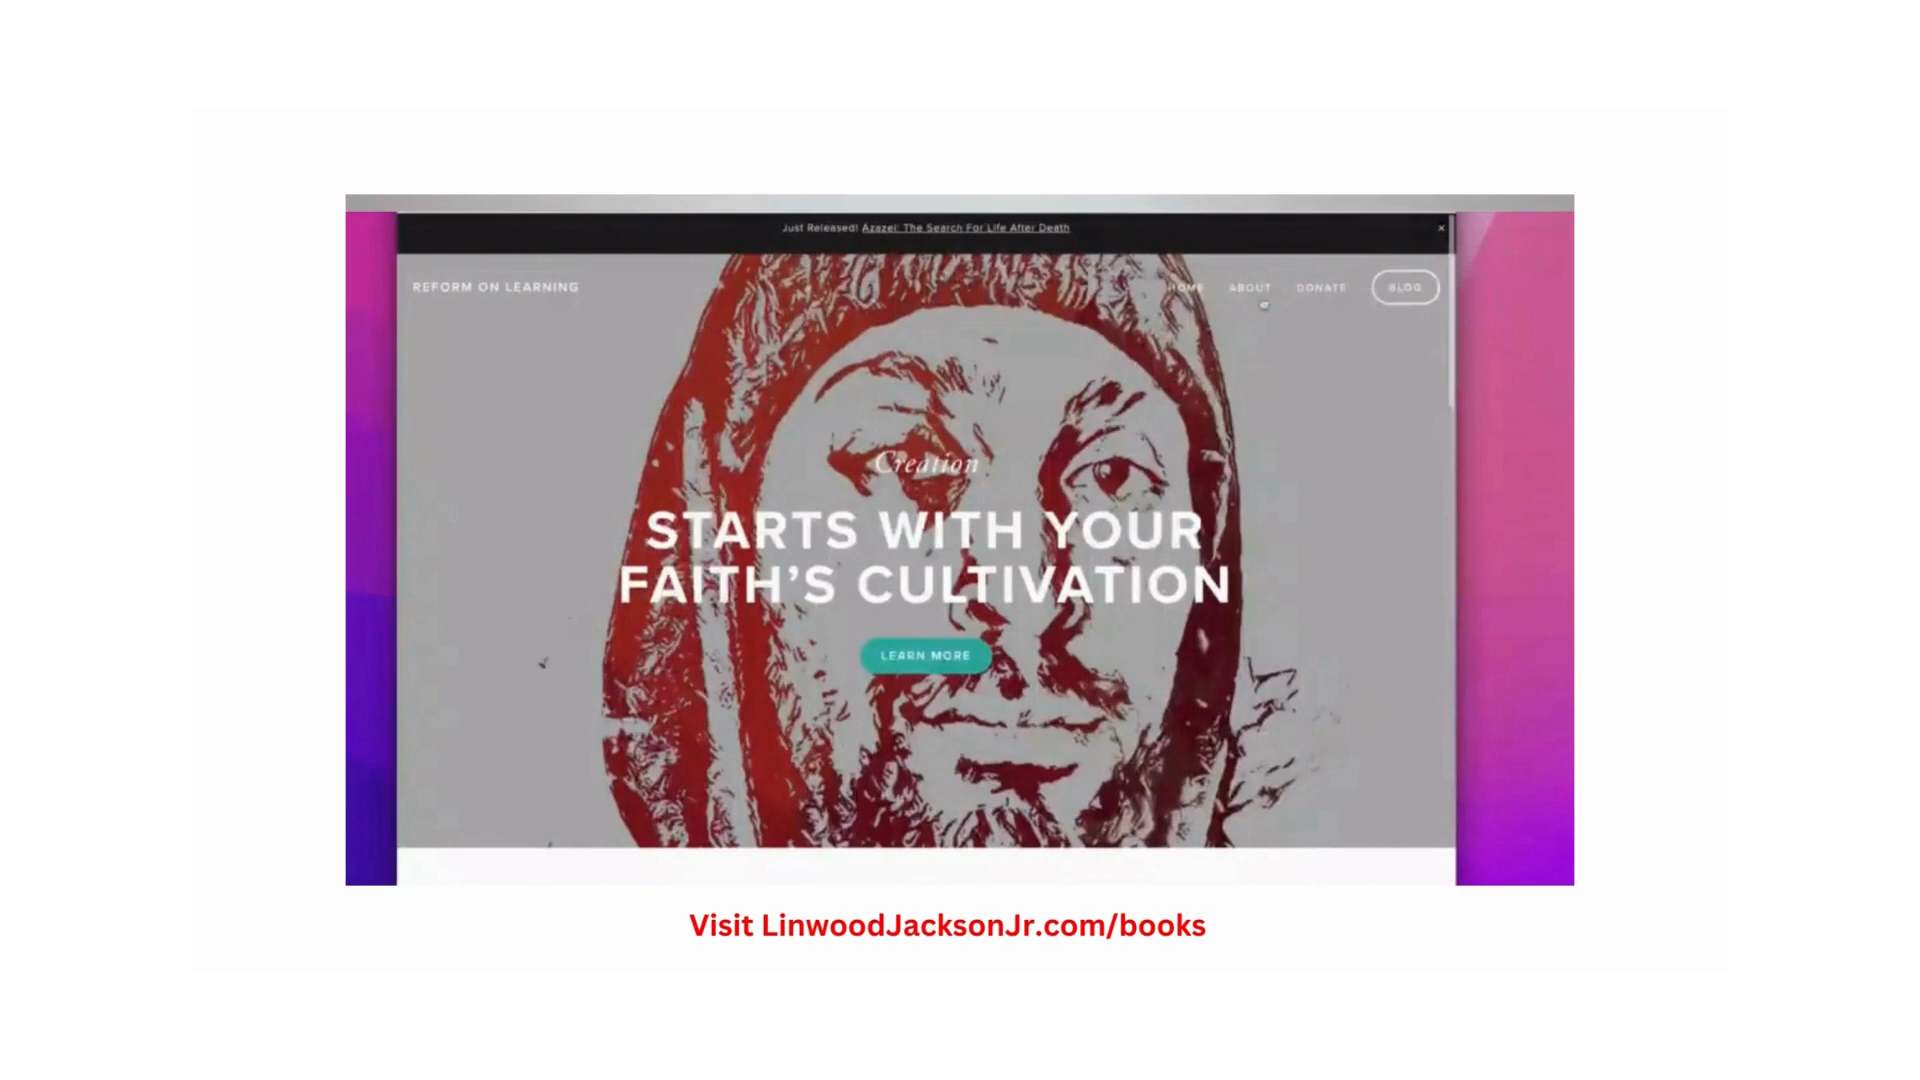 Just Released! Azazel: The Search For Life After Death
×
REFORM ON LEARNING
HOME ABOUT DONATE BLOG
Creation
STARTS WITH YOUR
FAITH’S CULTIVATION
LEARN MORE
Visit LinwoodJacksonJr.com/books